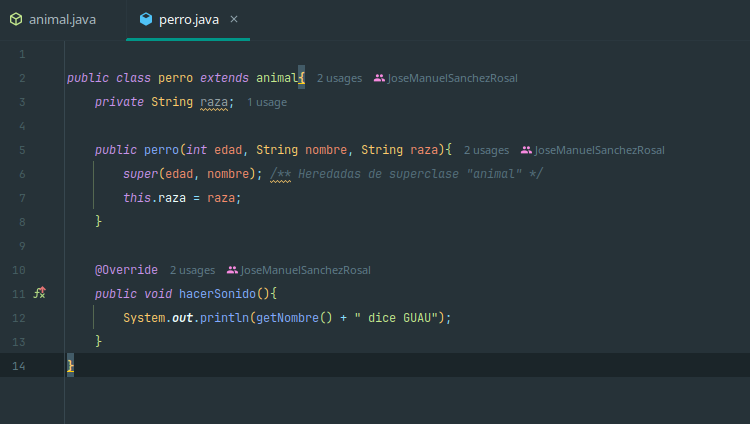 animal.java perro.java ×
1
2 public class perro extends animal{ 2 usages JoseManuelSanchezRosal
3 private String raza; 1 usage
4
5 public perro(int edad, String nombre, String raza){ 2 usages JoseManuelSanchezRosal
6 super(edad, nombre); /** Heredadas de superclase "animal" */
7 this.raza = raza;
8 }
9
10 @Override 2 usages JoseManuelSanchezRosal
11 public void hacerSonido(){
12 System.out.println(getNombre() + " dice GUAU");
13 }
14 }